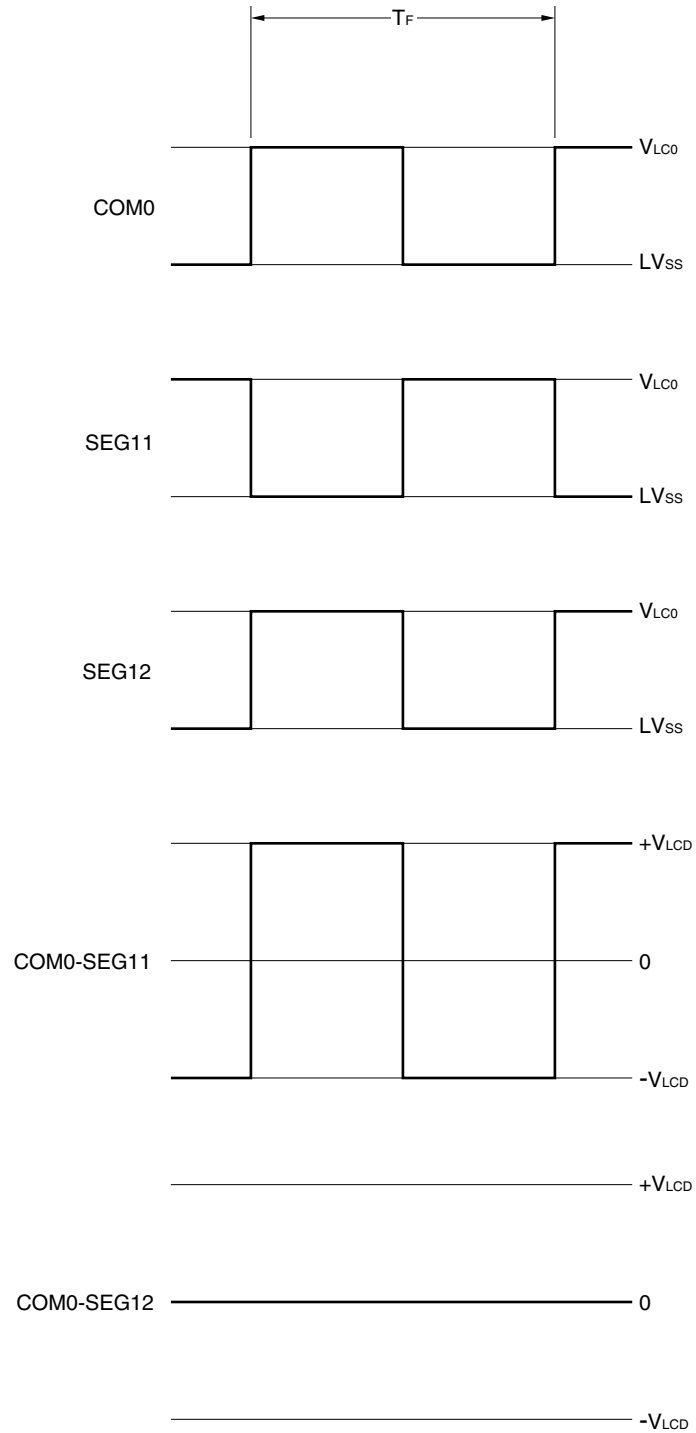 TF
VLC0
COM0
LVSS
VLC0
SEG11
LVSS
VLC0
SEG12
LVSS
+VLCD
COM0-SEG11
0
-VLCD
+VLCD
COM0-SEG12
0
-VLCD